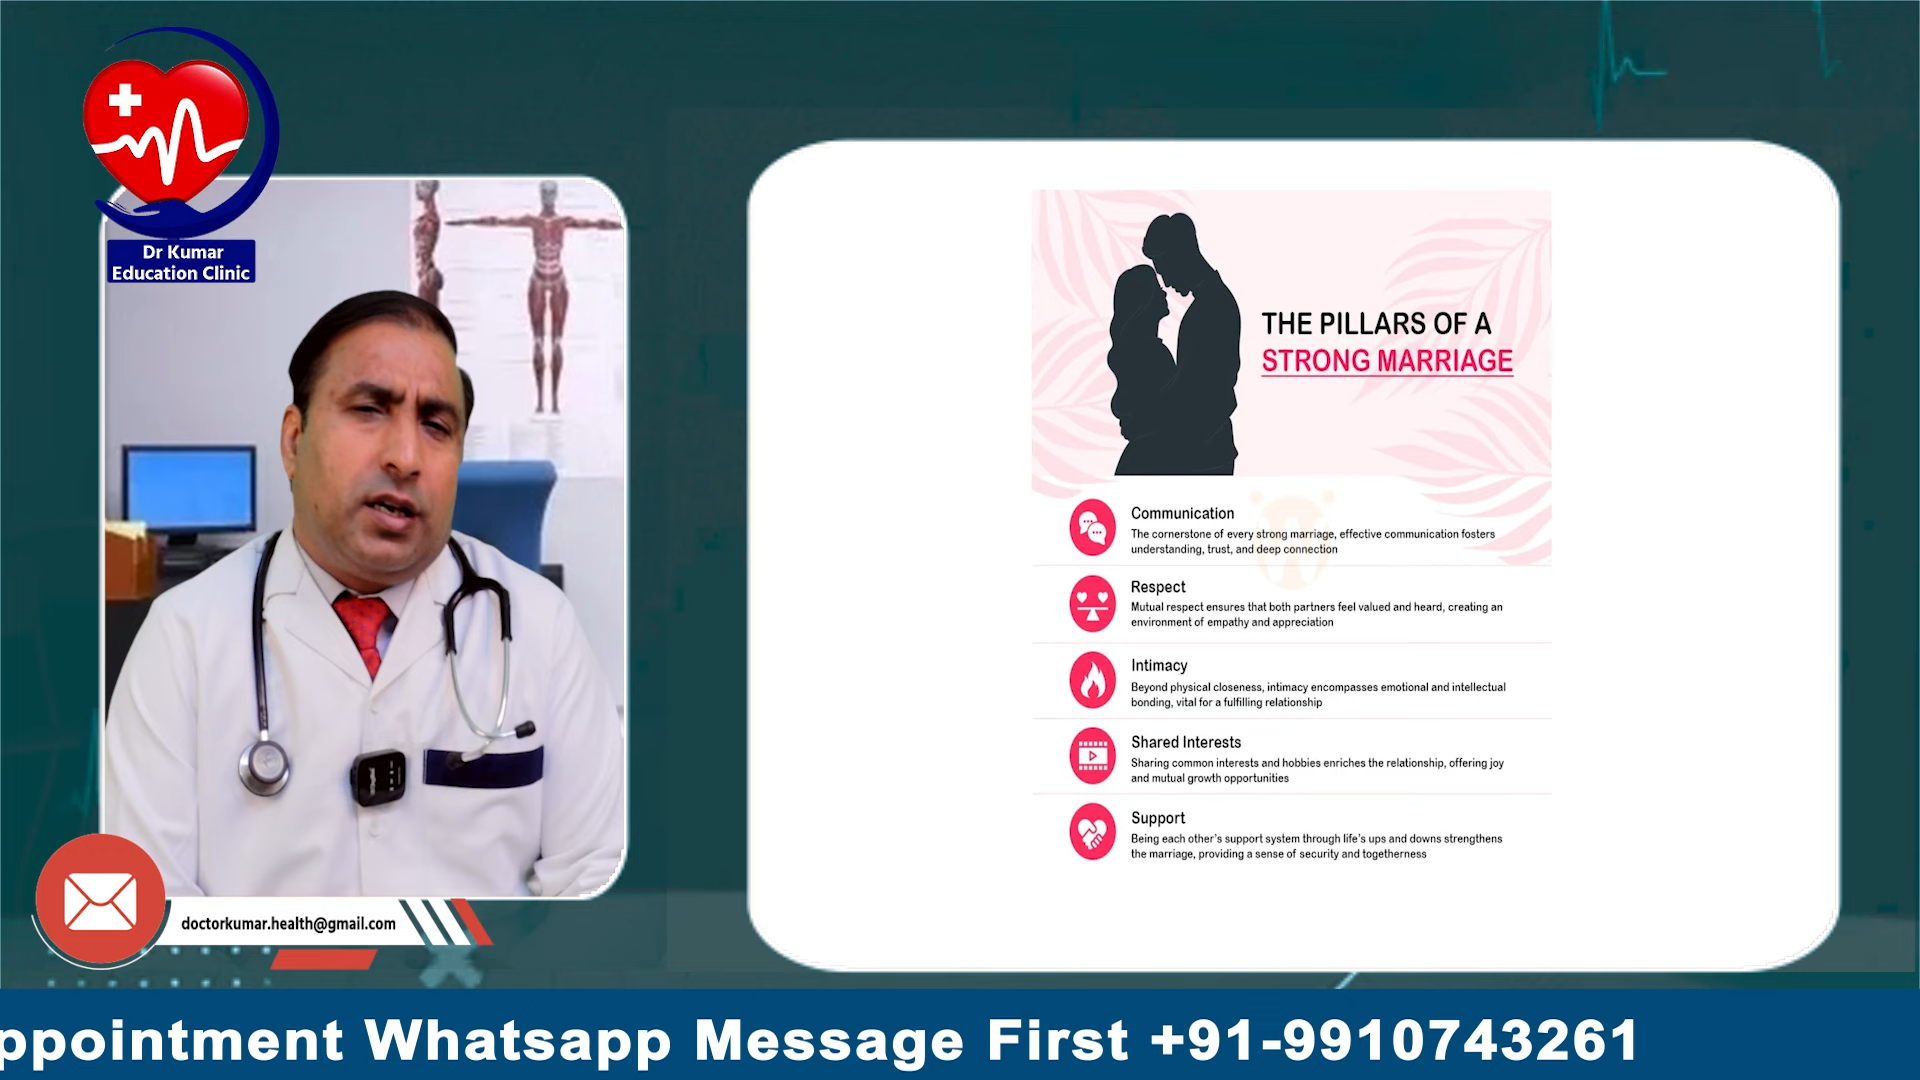 Dr Kumar
Education Clinic
THE PILLARS OF A
STRONG MARRIAGE
Communication
The cornerstone of every strong marriage, effective communication fosters
understanding, trust, and deep connection
Respect
Mutual respect ensures that both partners feel valued and heard, creating an
environment of empathy and appreciation
Intimacy
Beyond physical closeness, intimacy encompasses emotional and intellectual
bonding, vital for a fulfilling relationship
Shared Interests
Sharing common interests and hobbies enriches the relationship, offering joy
and mutual growth opportunities
Support
Being each other's support system through life's ups and downs strengthens
the marriage, providing a sense of security and togetherness
doctorkumar.health@gmail.com
ppointment Whatsapp Message First +91-9910743261